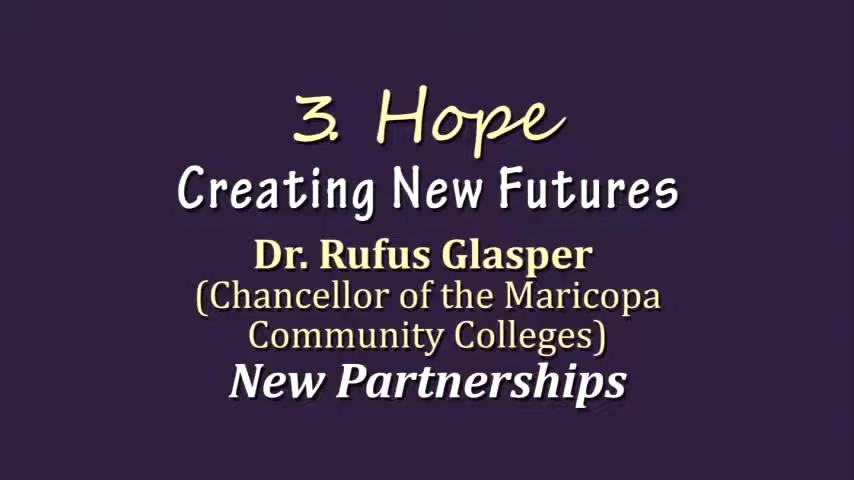 3. Hope
Creating New Futures
Dr. Rufus Glasper
(Chancellor of the Maricopa
Community Colleges)
New Partnerships